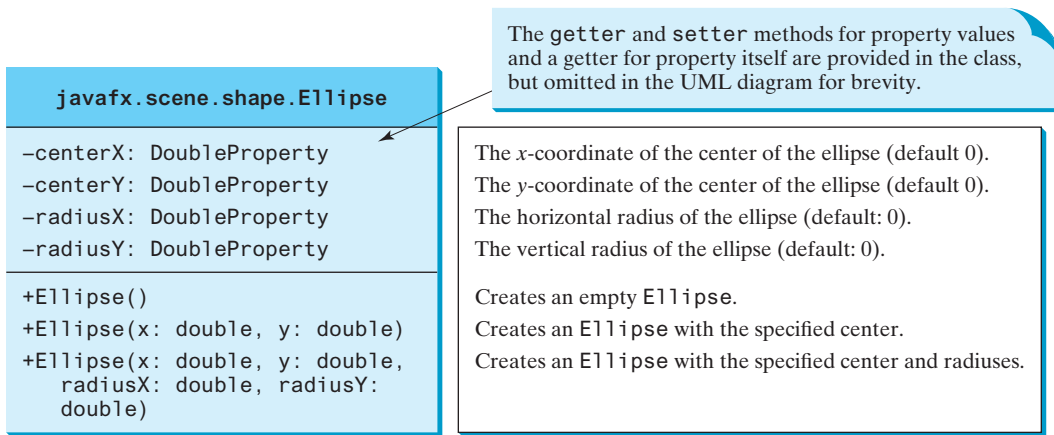 The getter and setter methods for property values
and a getter for property itself are provided in the class,
but omitted in the UML diagram for brevity.
javafx.scene.shape.Ellipse
–centerX: DoubleProperty
The x-coordinate of the center of the ellipse (default 0).
–centerY: DoubleProperty
The y-coordinate of the center of the ellipse (default 0).
–radiusX: DoubleProperty
The horizontal radius of the ellipse (default: 0).
–radiusY: DoubleProperty
The vertical radius of the ellipse (default: 0).
+Ellipse()
Creates an empty Ellipse.
+Ellipse(x: double, y: double)
Creates an Ellipse with the specified center.
+Ellipse(x: double, y: double,
radiusX: double, radiusY:
double)
Creates an Ellipse with the specified center and radiuses.